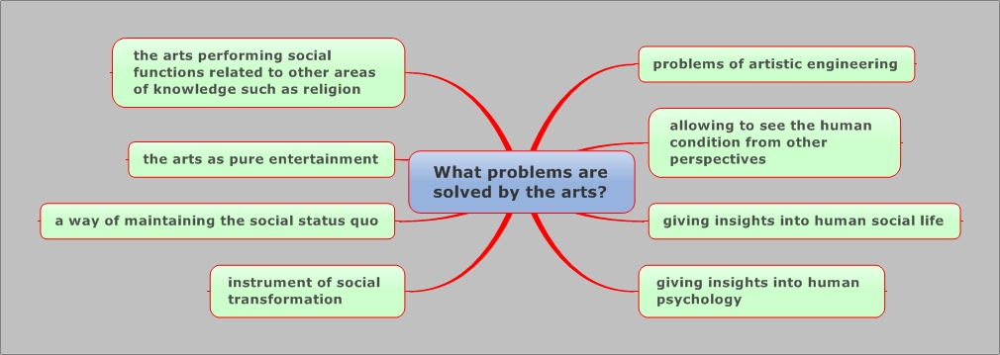 What problems are
solved by the arts?
problems of artistic engineering
allowing to see the human
condition from other
perspectives
giving insights into human social life
giving insights into human
psychology
the arts performing social
functions related to other areas
of knowledge such as religion
the arts as pure entertainment
a way of maintaining the social status quo
instrument of social
transformation